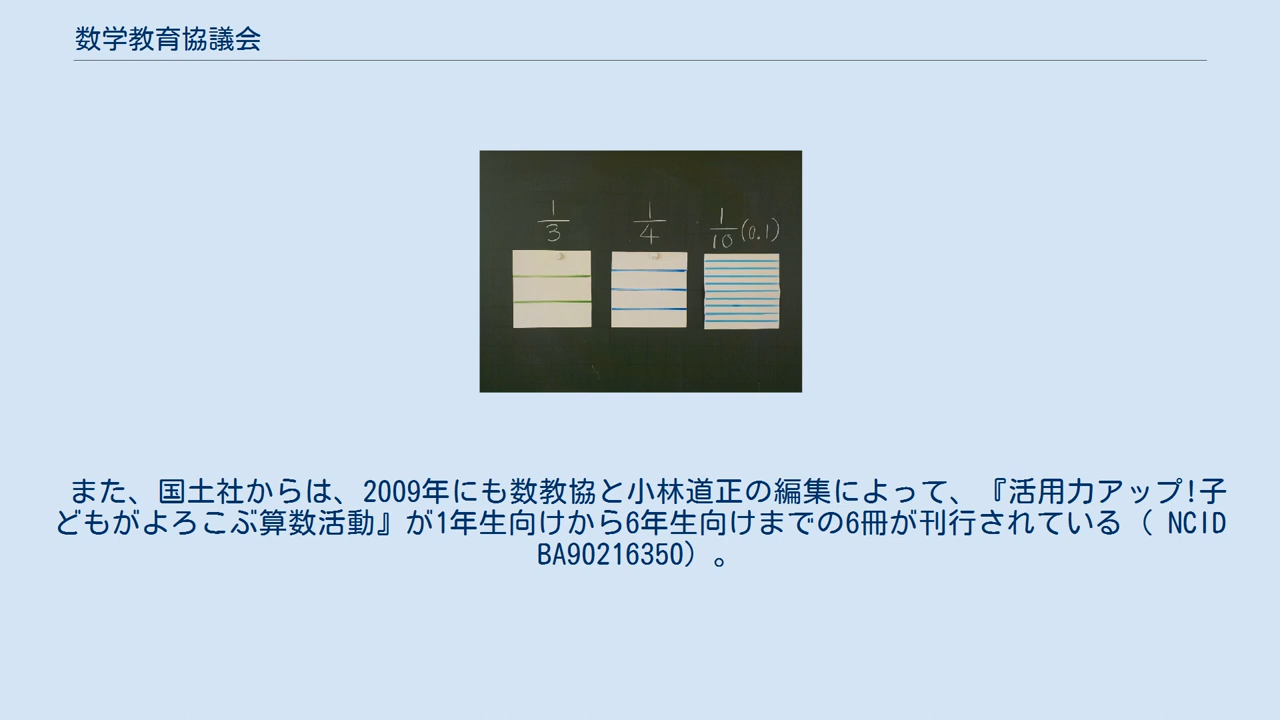 数学教育協議会
1/3 1/4 1/10 (0.1)
また、国土社からは、2009年にも数教協と小林道正の編集によって、『活用力アップ!子
どもがよろこぶ算数活動』が1年生向けから6年生向けまでの6冊が刊行されている（ NCID
BA90216350）。